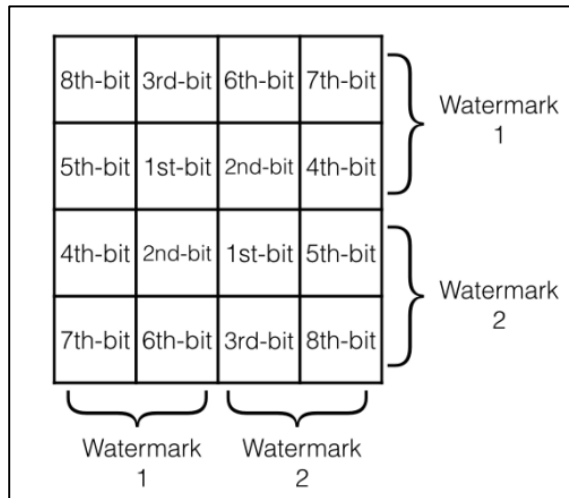 8th-bit 3rd-bit 6th-bit 7th-bit
5th-bit 1st-bit 2nd-bit 4th-bit
Watermark
1
4th-bit 2nd-bit 1st-bit 5th-bit
7th-bit 6th-bit 3rd-bit 8th-bit
Watermark
2
Watermark
1
Watermark
2